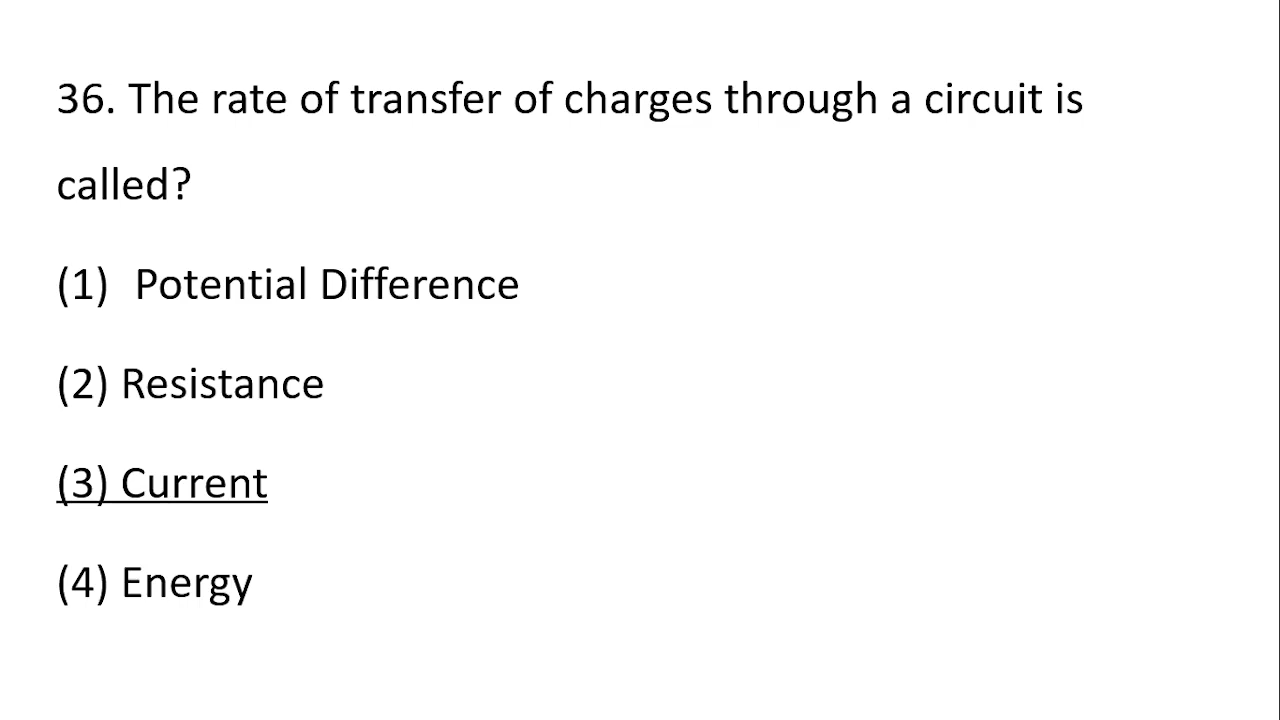 36. The rate of transfer of charges through a circuit is
called?
(1) Potential Difference
(2) Resistance
(3) Current
(4) Energy